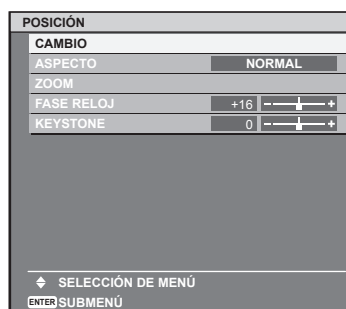 POSICIÓN
CAMBIO
ASPECTO NORMAL
ZOOM
FASE RELOJ +16 - +
KEYSTONE 0 - +
SELECCIÓN DE MENÚ
ENTER SUBMENÚ